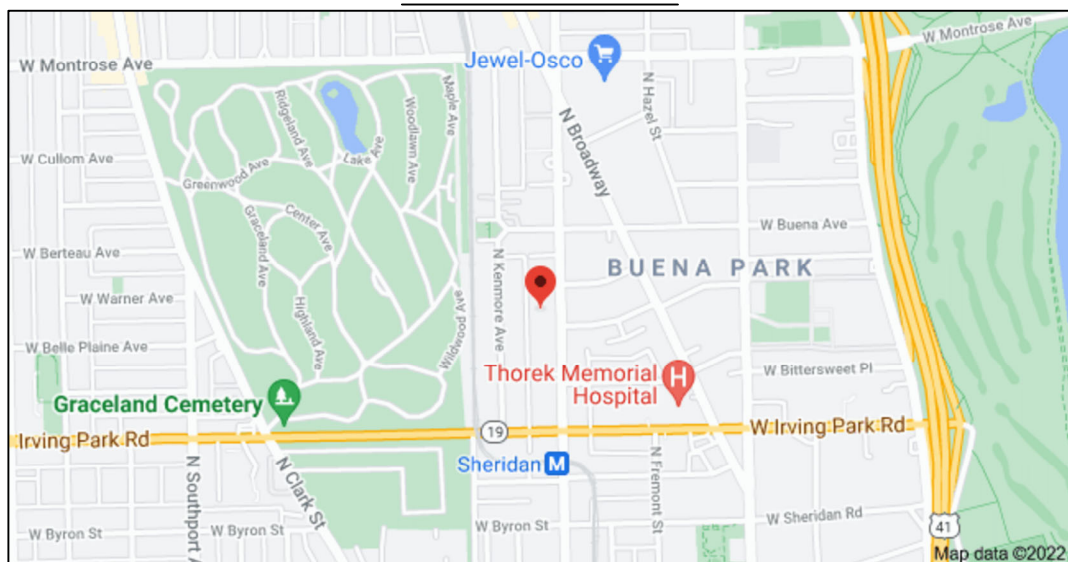 W Montrose Ave
W Montrose Ave
Jewel-Osco
N Hazel St
Maple Ave
Ridgeland Ave
Woodlawn Ave
N Broadway
W Cullom Ave
Lake Ave
Greenwood Ave
Graceland Ave
Center Ave
W Buena Ave
W Berteau Ave
N Kenmore Ave
BUENA PARK
W Warner Ave
Highland Ave
Wildwood Ave
W Belle Plaine Ave
Thorek Memorial
Hospital
H
W Bittersweet Pl
Graceland Cemetery
Irving Park Rd
19
W Irving Park Rd
Sheridan M
N Southport A
N Clark St
N Fremont St
W Byron St
W Byron St
W Byron St
W Sheridan Rd
41
Map data ©2022